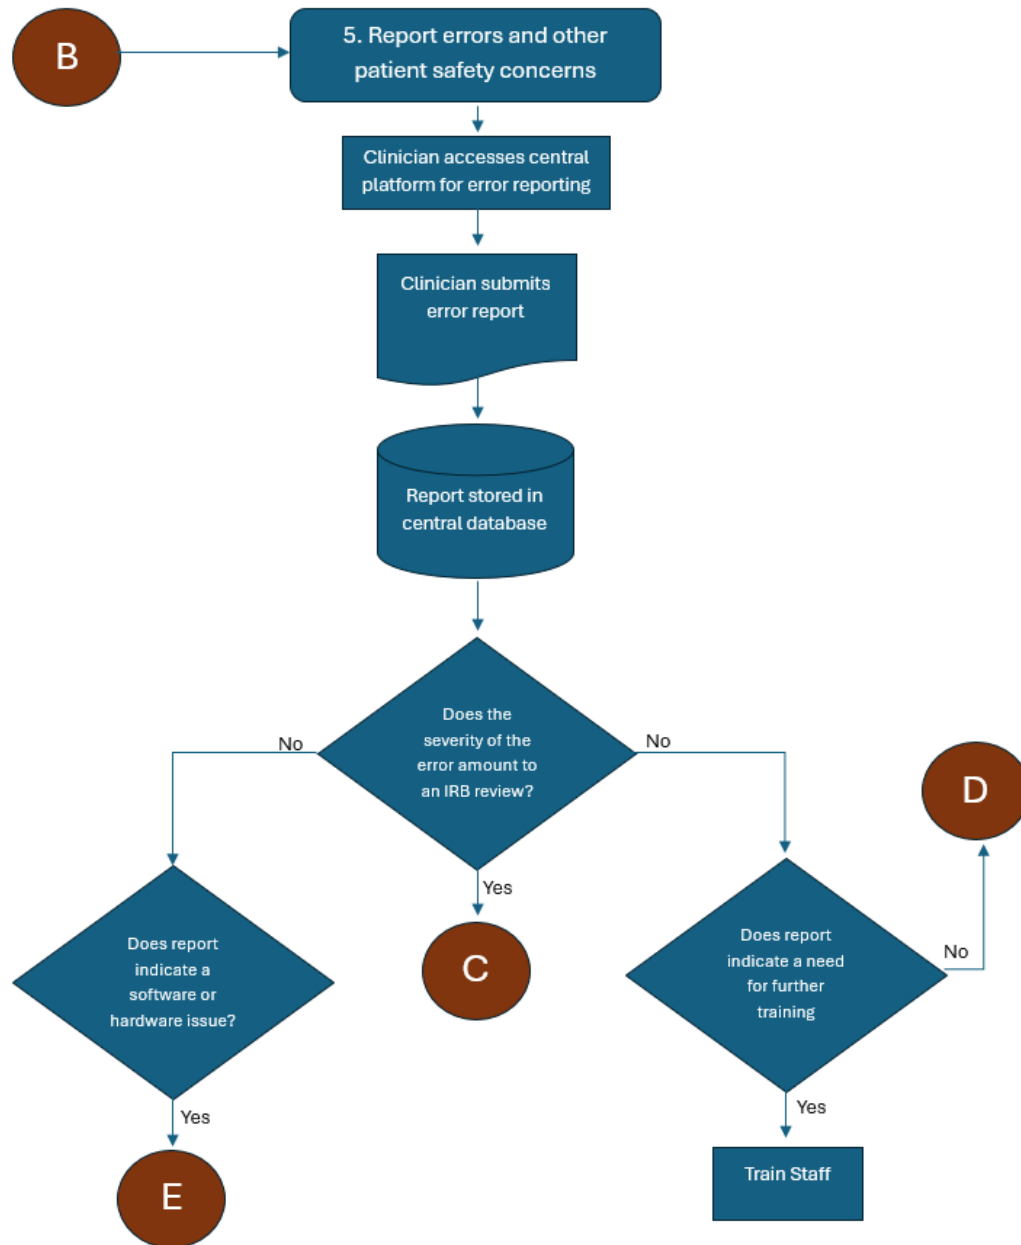 B
5. Report errors and other
patient safety concerns
Clinician accesses central
platform for error reporting
Clinician submits
error report
Report stored in
central database
Does the
severity of the
error amount to
an IRB review?
No
No
Yes
C
D
Does report
indicate a
software or
hardware issue?
Yes
E
Does report
indicate a need
for further
training
No
Yes
Train Staff